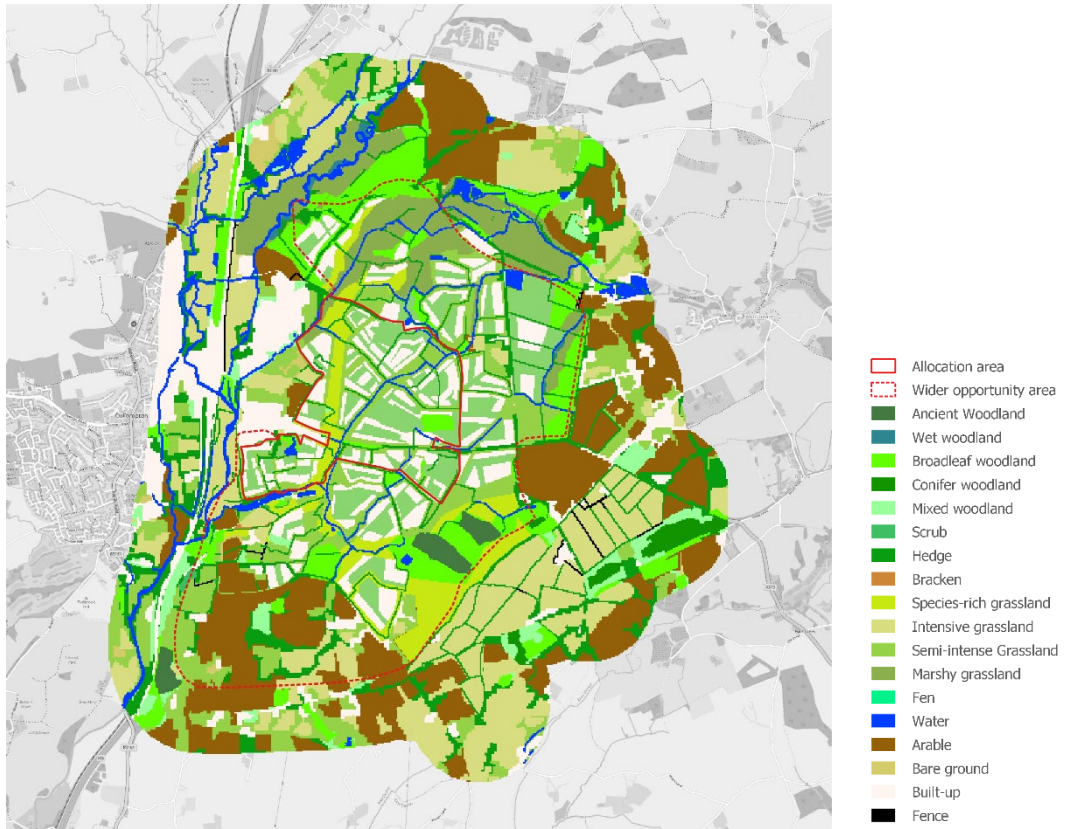 Cullompton
Allocation area
Wider opportunity area
Ancient Woodland
Wet woodland
Broadleaf woodland
Conifer woodland
Mixed woodland
Scrub
Hedge
Bracken
Species-rich grassland
Intensive grassland
Semi-intense Grassland
Marshy grassland
Fen
Water
Arable
Bare ground
Built-up
Fence